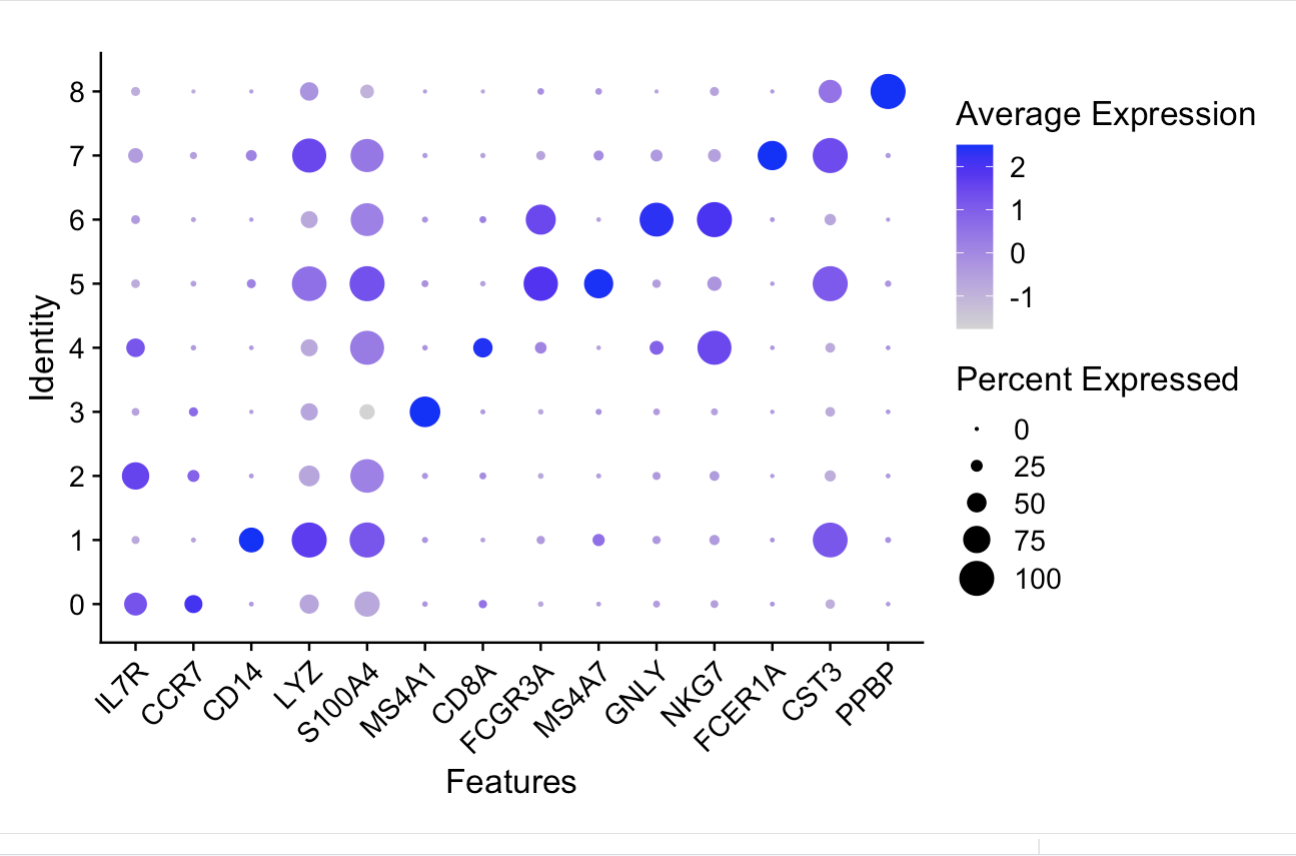 Identity
8
7
6
5
4
3
2
1
0
IL7R
CCR7
CD14
LYZ
S100A4
MS4A1
CD8A
FCGR3A
MS4A7
GNLY
NKG7
FCER1A
CST3
PPBP
Features
Average Expression
2
1
0
-1
Percent Expressed
0
25
50
75
100